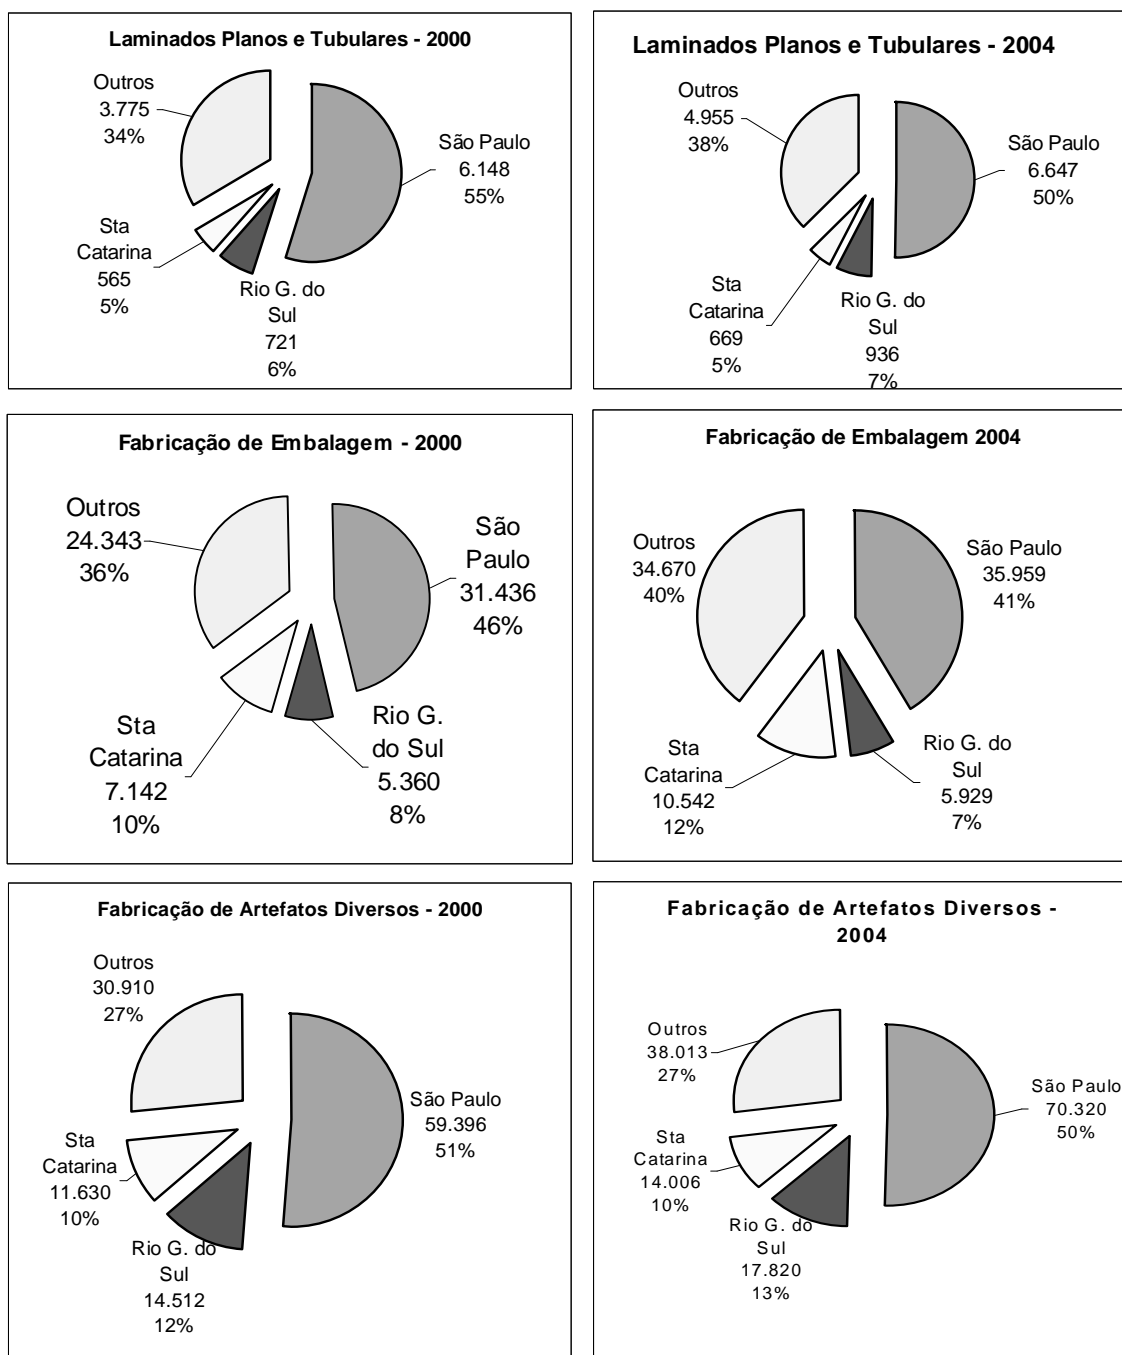 Laminados Planos e Tubulares - 2000
Outros
3.775
34%
São Paulo
6.148
55%
Sta
Catarina
565
5%
Rio G. do
Sul
721
6%
Laminados Planos e Tubulares - 2004
Outros
4.955
38%
São Paulo
6.647
50%
Sta
Catarina
669
5%
Rio G. do
Sul
936
7%
Fabricação de Embalagem - 2000
Outros
24.343
36%
São
Paulo
31.436
46%
Sta
Catarina
7.142
10%
Rio G.
do Sul
5.360
8%
Fabricação de Embalagem 2004
Outros
34.670
40%
São Paulo
35.959
41%
Sta
Catarina
10.542
12%
Rio G. do
Sul
5.929
7%
Fabricação de Artefatos Diversos - 2000
Outros
30.910
27%
São Paulo
59.396
51%
Sta
Catarina
11.630
10%
Rio G. do
Sul
14.512
12%
Fabricação de Artefatos Diversos -
2004
Outros
38.013
27%
São Paulo
70.320
50%
Sta
Catarina
14.006
10%
Rio G. do
Sul
17.820
13%